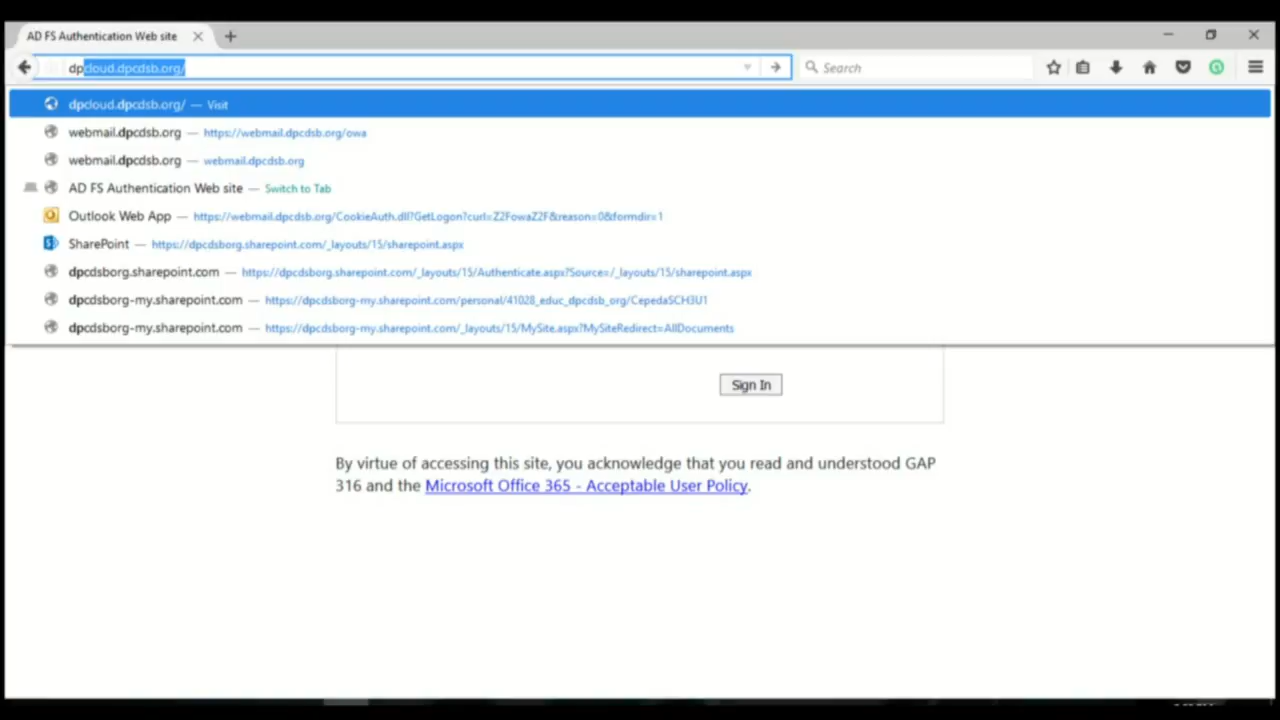 AD FS Authentication Web site
dpcloud.dpcdsb.org/
Search
dpcloud.dpcdsb.org/ — Visit
webmail.dpcdsb.org — https://webmail.dpcdsb.org/owa
webmail.dpcdsb.org — webmail.dpcdsb.org
AD FS Authentication Web site — Switch to Tab
Outlook Web App — https://webmail.dpcdsb.org/CookieAuth.dll?GetLogon?curl=Z2FowaZ2F&reason=0&formdir=1
SharePoint — https://dpcdsborg.sharepoint.com/_layouts/15/sharepoint.aspx
dpcdsborg.sharepoint.com — https://dpcdsborg.sharepoint.com/_layouts/15/Authenticate.aspx?Source=/_layouts/15/sharepoint.aspx
dpcdsborg-my.sharepoint.com — https://dpcdsborg-my.sharepoint.com/personal/41028_educ_dpcdsb_org/CepedaSCH3U1
dpcdsborg-my.sharepoint.com — https://dpcdsborg-my.sharepoint.com/_layouts/15/MySite.aspx?MySiteRedirect=AllDocuments
Sign In
By virtue of accessing this site, you acknowledge that you read and understood GAP
316 and the Microsoft Office 365 - Acceptable User Policy.